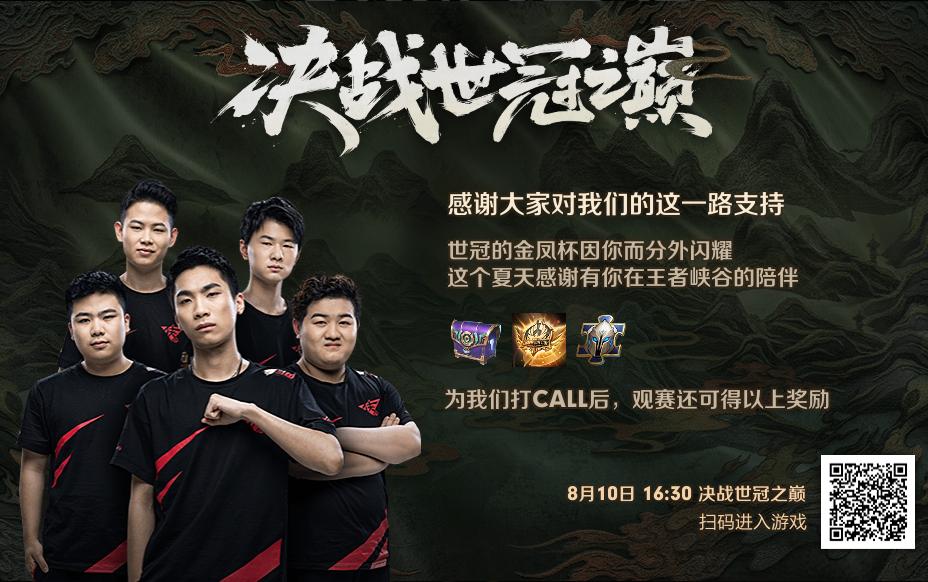 决战世冠之巅
感谢大家对我们的这一路支持
世冠的金凤杯因你而分外闪耀
这个夏天感谢有你在王者峡谷的陪伴
为我们打CALL后，观赛还可得以上奖励
8月10日 16:30 决战世冠之巅
扫码进入游戏